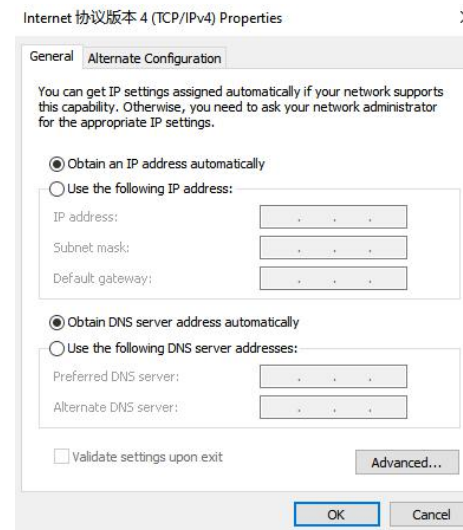 Internet 协议版本 4 (TCP/IPv4) Properties
General Alternate Configuration
You can get IP settings assigned automatically if your network supports
this capability. Otherwise, you need to ask your network administrator
for the appropriate IP settings.
Obtain an IP address automatically
Use the following IP address:
IP address:
Subnet mask:
Default gateway:
Obtain DNS server address automatically
Use the following DNS server addresses:
Preferred DNS server:
Alternate DNS server:
Validate settings upon exit
Advanced...
OK Cancel